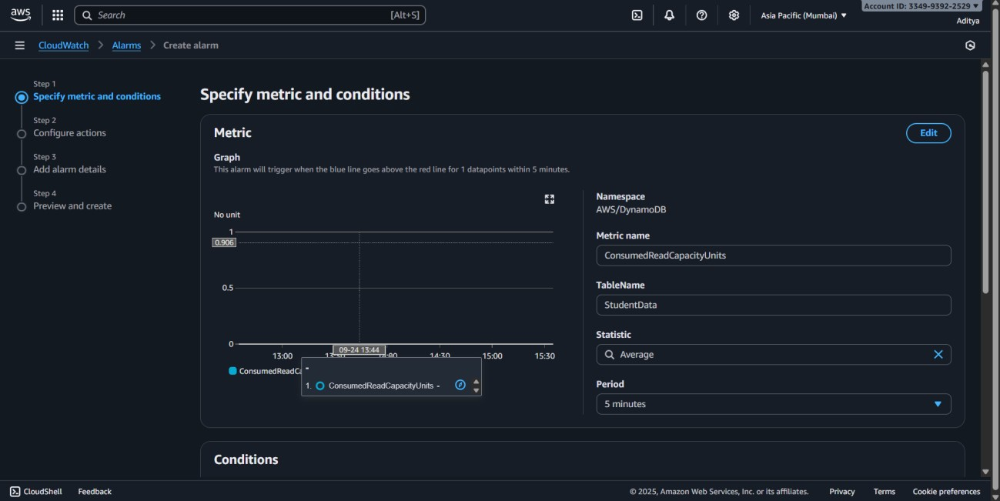 aws
Search [Alt+S]
Asia Pacific (Mumbai)
Account ID: 3349-9392-2529
Aditya
CloudWatch > Alarms > Create alarm
Step 1
Specify metric and conditions
Step 2
Configure actions
Step 3
Add alarm details
Step 4
Preview and create
Specify metric and conditions
Metric
Edit
Graph
This alarm will trigger when the blue line goes above the red line for 1 datapoints within 5 minutes.
No unit
1
0.906
0.5
0
09-24 13:44
13:00 14:30 15:00 15:30
-
1. ConsumedReadCapacityUnits -
Namespace
AWS/DynamoDB
Metric name
ConsumedReadCapacityUnits
TableName
StudentData
Statistic
Average
Period
5 minutes
Conditions
CloudShell Feedback
© 2025, Amazon Web Services, Inc. or its affiliates. Privacy Terms Cookie preferences